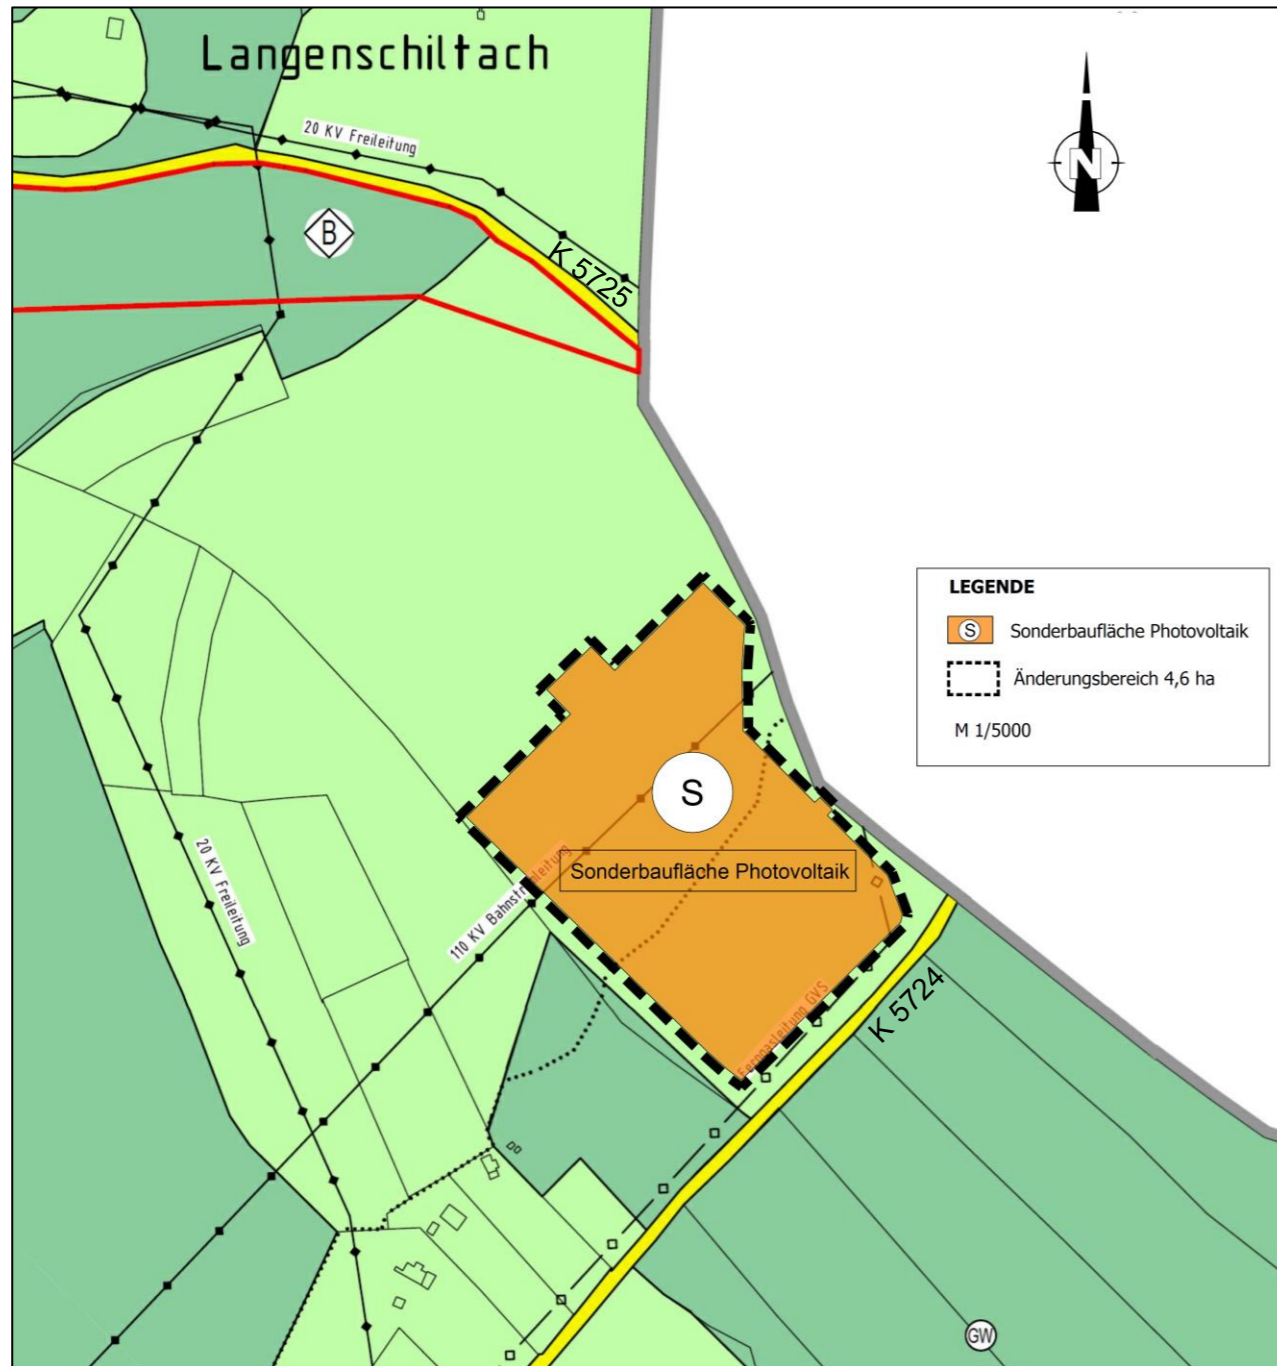 Langenschiltach
20 KV Freileitung
N
B
K 5725
LEGENDE
S Sonderbaufläche Photovoltaik
Änderungsbereich 4,6 ha
M 1/5000
S
Sonderbaufläche Photovoltaik
20 KV Freileitung
110 KV Bahnstromleitung
Ferngasleitung GVS
K 5724
GW